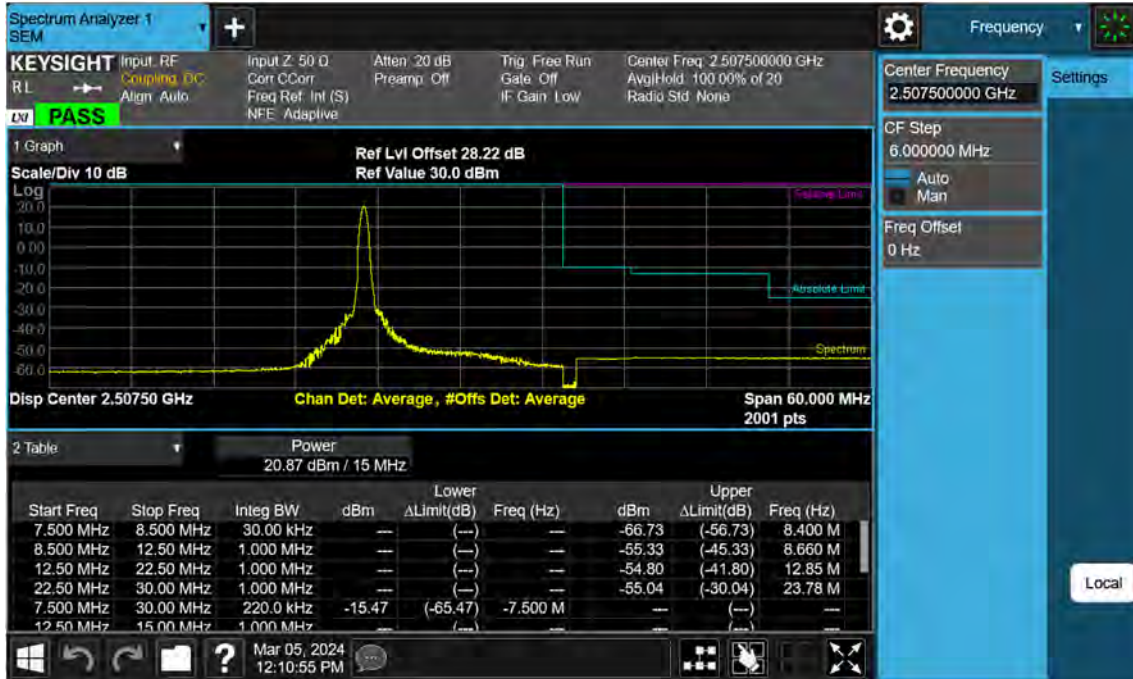 Spectrum Analyzer 1
SEM
Frequency
KEYSIGHT Input: RF Input Z: 50 Ω Atten: 20 dB Trig: Free Run Center Freq: 2.507500000 GHz
RL Coupling: DC Corr CCorr Preamp: Off Gate: Off Avg|Hold: 100.00% of 20
Align: Auto Freq Ref: Int (S) IF Gain: Low Radio Std: None
LXI PASS NFE: Adaptive
Center Frequency
2.507500000 GHz
Settings
CF Step
6.000000 MHz
Auto
Man
Freq Offset
0 Hz
1 Graph
Ref Lvl Offset 28.22 dB
Scale/Div 10 dB Ref Value 30.0 dBm
Log
20.0
10.0
0.00
-10.0
-20.0
-30.0
-40.0
-50.0
-60.0
Absolute Limit
Spectrum
Disp Center 2.50750 GHz Chan Det: Average, #Offs Det: Average Span 60.000 MHz
2001 pts
2 Table
Power
20.87 dBm / 15 MHz
Lower Upper
Start Freq Stop Freq Integ BW dBm ΔLimit(dB) Freq (Hz) dBm ΔLimit(dB) Freq (Hz)
7.500 MHz 8.500 MHz 30.00 kHz --- (---) --- -66.73 (-56.73) 8.400 M
8.500 MHz 12.50 MHz 1.000 MHz --- (---) --- -55.33 (-45.33) 8.660 M
12.50 MHz 22.50 MHz 1.000 MHz --- (---) --- -54.80 (-41.80) 12.85 M
22.50 MHz 30.00 MHz 1.000 MHz --- (---) --- -55.04 (-30.04) 23.78 M
7.500 MHz 30.00 MHz 220.0 kHz -15.47 (-65.47) -7.500 M --- (---) ---
12.50 MHz 15.00 MHz 1.000 MHz --- (---) --- --- (---) ---
Local
Mar 05, 2024
12:10:55 PM